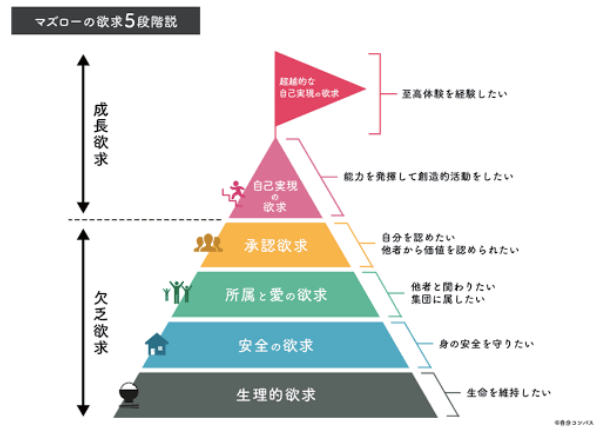 マズローの欲求5段階説
超越的な
自己実現の欲求
至高体験を経験したい
成長欲求
自己実現
の
欲求
能力を発揮して創造的活動をしたい
承認欲求
自分を認めたい
他者から価値を認められたい
欠乏欲求
所属と愛の欲求
他者と関わりたい
集団に属したい
安全の欲求
身の安全を守りたい
生理的欲求
生命を維持したい
©自分コンパス